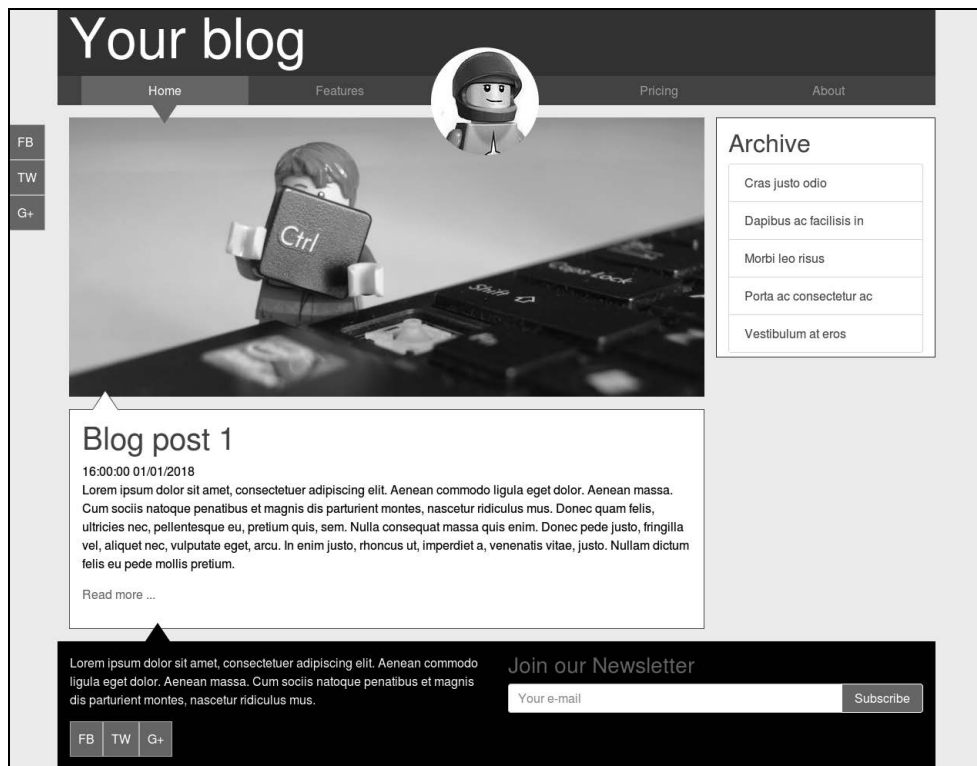 Your blog
Home
Features
Pricing
About
FB
TW
G+
Ctrl
Caps Lock
Shift
Archive
Cras justo odio
Dapibus ac facilisis in
Morbi leo risus
Porta ac consectetur ac
Vestibulum at eros
Blog post 1
16:00:00 01/01/2018
Lorem ipsum dolor sit amet, consectetuer adipiscing elit. Aenean commodo ligula eget dolor. Aenean massa.
Cum sociis natoque penatibus et magnis dis parturient montes, nascetur ridiculus mus. Donec quam felis,
ultricies nec, pellentesque eu, pretium quis, sem. Nulla consequat massa quis enim. Donec pede justo, fringilla
vel, aliquet nec, vulputate eget, arcu. In enim justo, rhoncus ut, imperdiet a, venenatis vitae, justo. Nullam dictum
felis eu pede mollis pretium.
Read more ...
Lorem ipsum dolor sit amet, consectetuer adipiscing elit. Aenean commodo
ligula eget dolor. Aenean massa. Cum sociis natoque penatibus et magnis
dis parturient montes, nascetur ridiculus mus.
FB TW G+
Join our Newsletter
Your e-mail
Subscribe